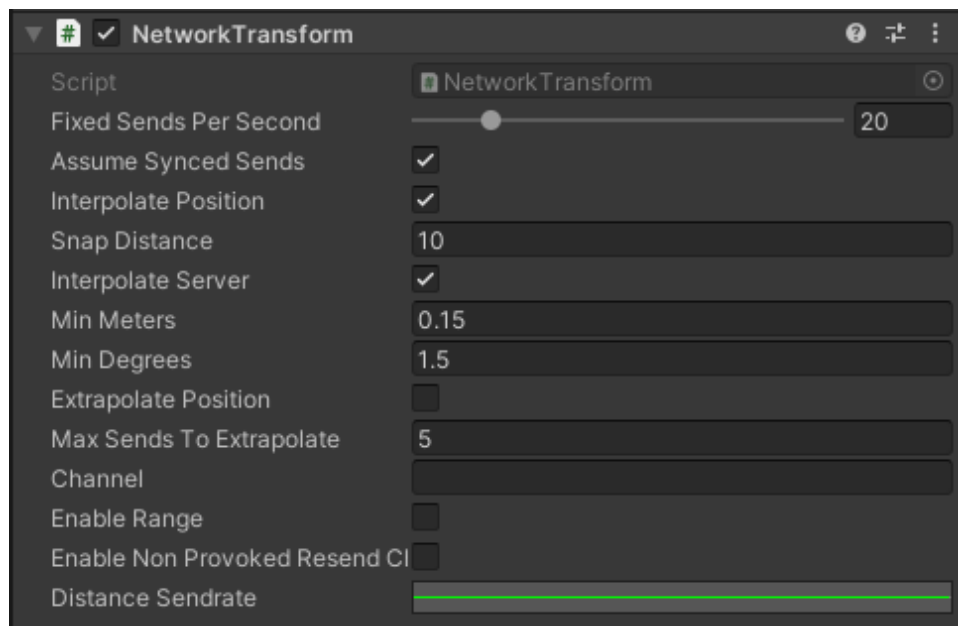 NetworkTransform
Script NetworkTransform
Fixed Sends Per Second 20
Assume Synced Sends
Interpolate Position
Snap Distance 10
Interpolate Server
Min Meters 0.15
Min Degrees 1.5
Extrapolate Position
Max Sends To Extrapolate 5
Channel
Enable Range
Enable Non Provoked Resend Cl
Distance Sendrate